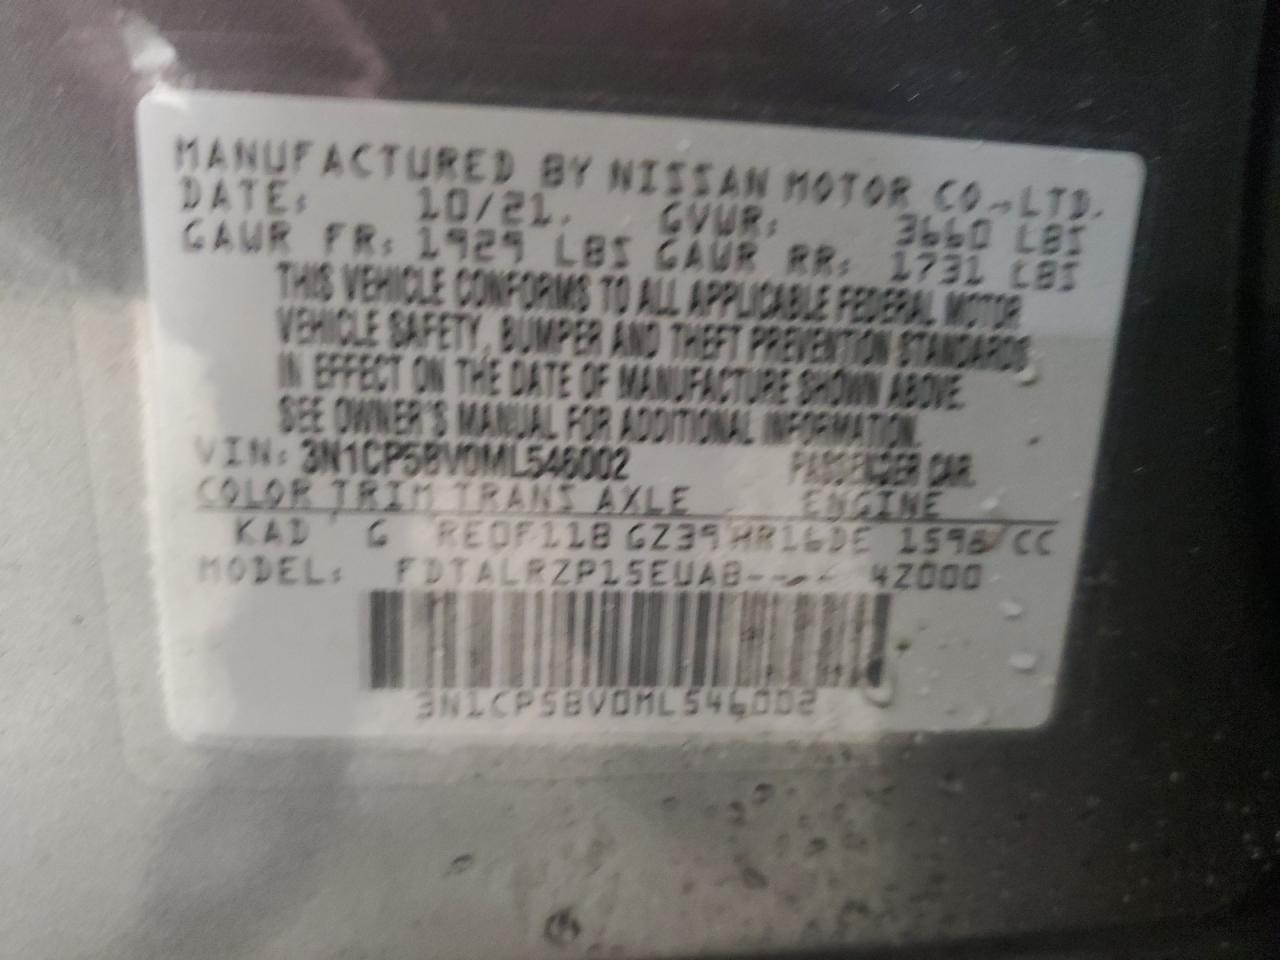 MANUFACTURED BY NISSAN MOTOR CO.,LTD.
DATE: 10/21. GVWR: 3660 LBS
GAWR FR: 1929 LBS GAWR RR: 1731 LBS
THIS VEHICLE CONFORMS TO ALL APPLICABLE FEDERAL MOTOR
VEHICLE SAFETY, BUMPER AND THEFT PREVENTION STANDARDS
IN EFFECT ON THE DATE OF MANUFACTURE SHOWN ABOVE.
SEE OWNER'S MANUAL FOR ADDITIONAL INFORMATION.
VIN: 3N1CP5BV0ML546002 PASSENGER CAR.
COLOR TRIM TRANS AXLE ENGINE
KAD G RE0F11B GZ39 HR16DE 1598 CC
MODEL: FDTALRZP15EUAB---- 4Z000
3N1CP5BV0ML546002